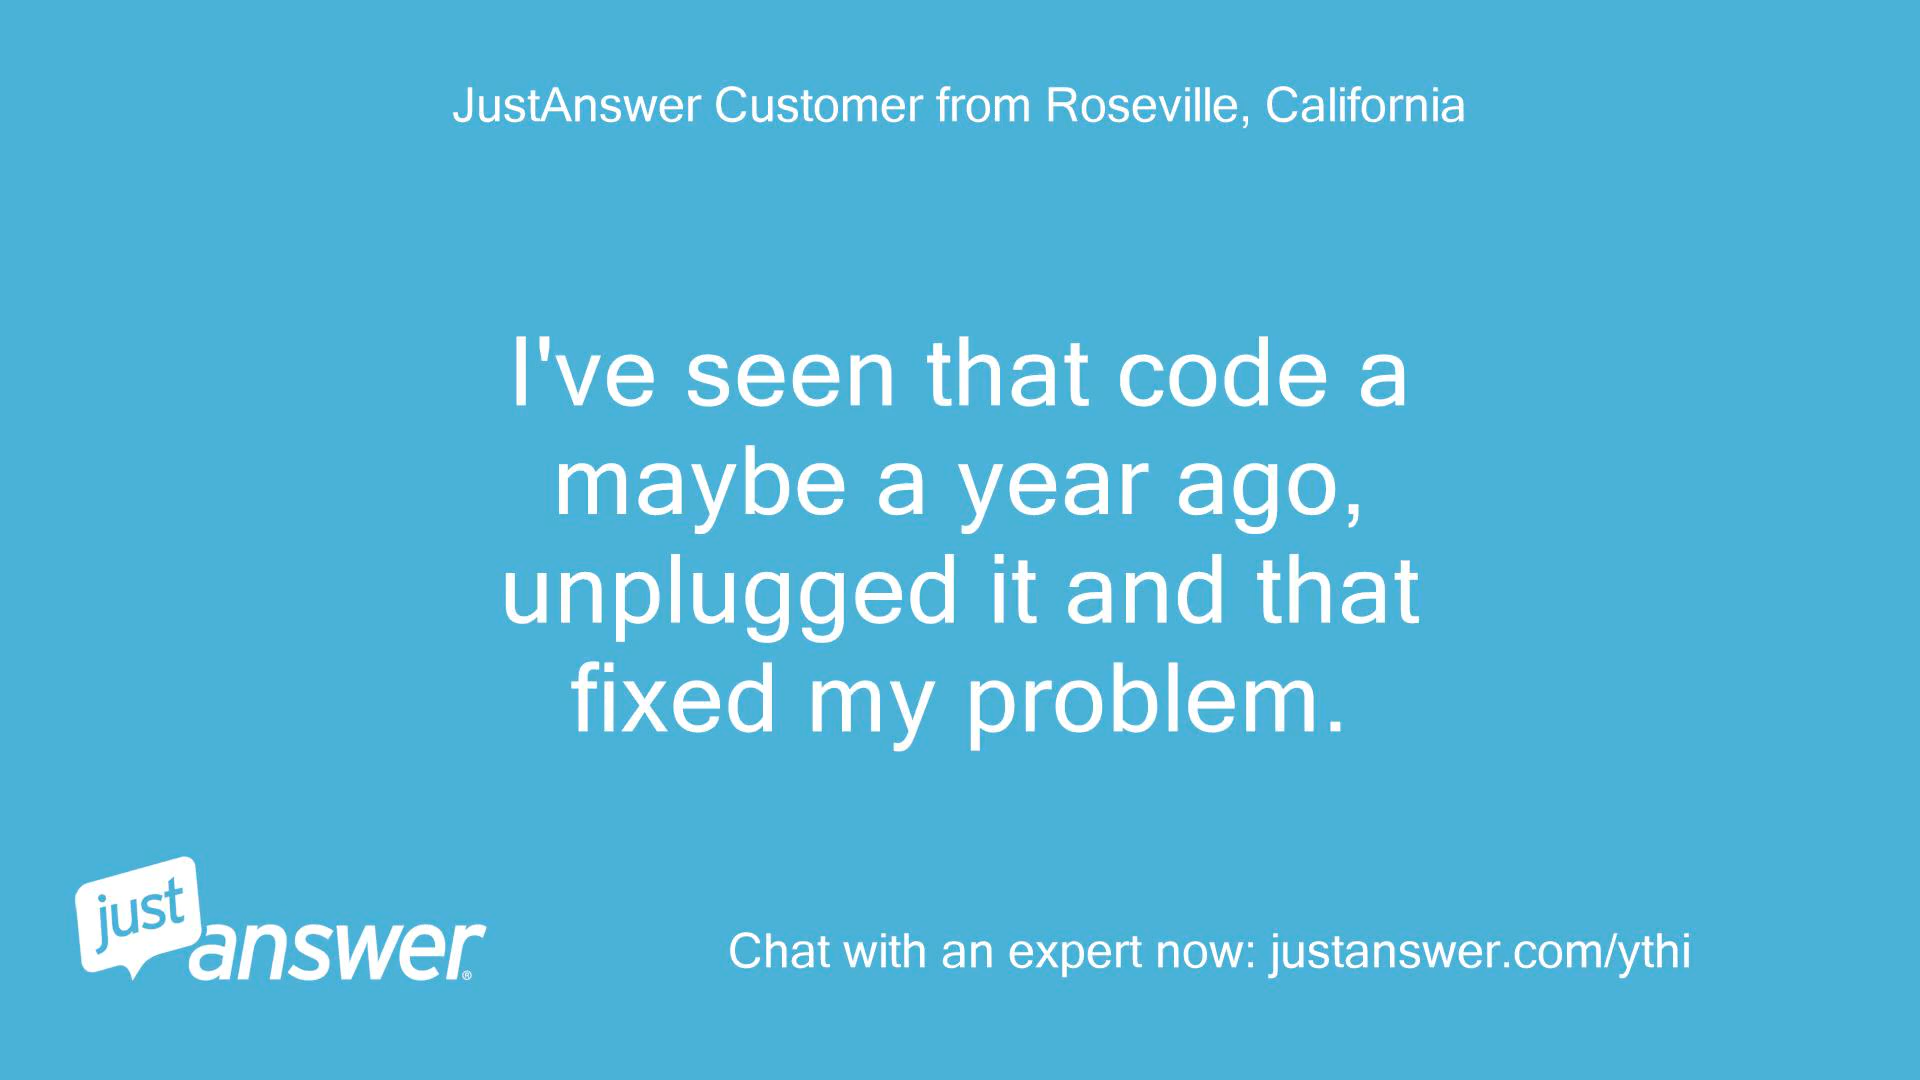 JustAnswer Customer from Roseville, California
I've seen that code a
maybe a year ago,
unplugged it and that
fixed my problem.
just
answer®
Chat with an expert now: justanswer.com/ythi